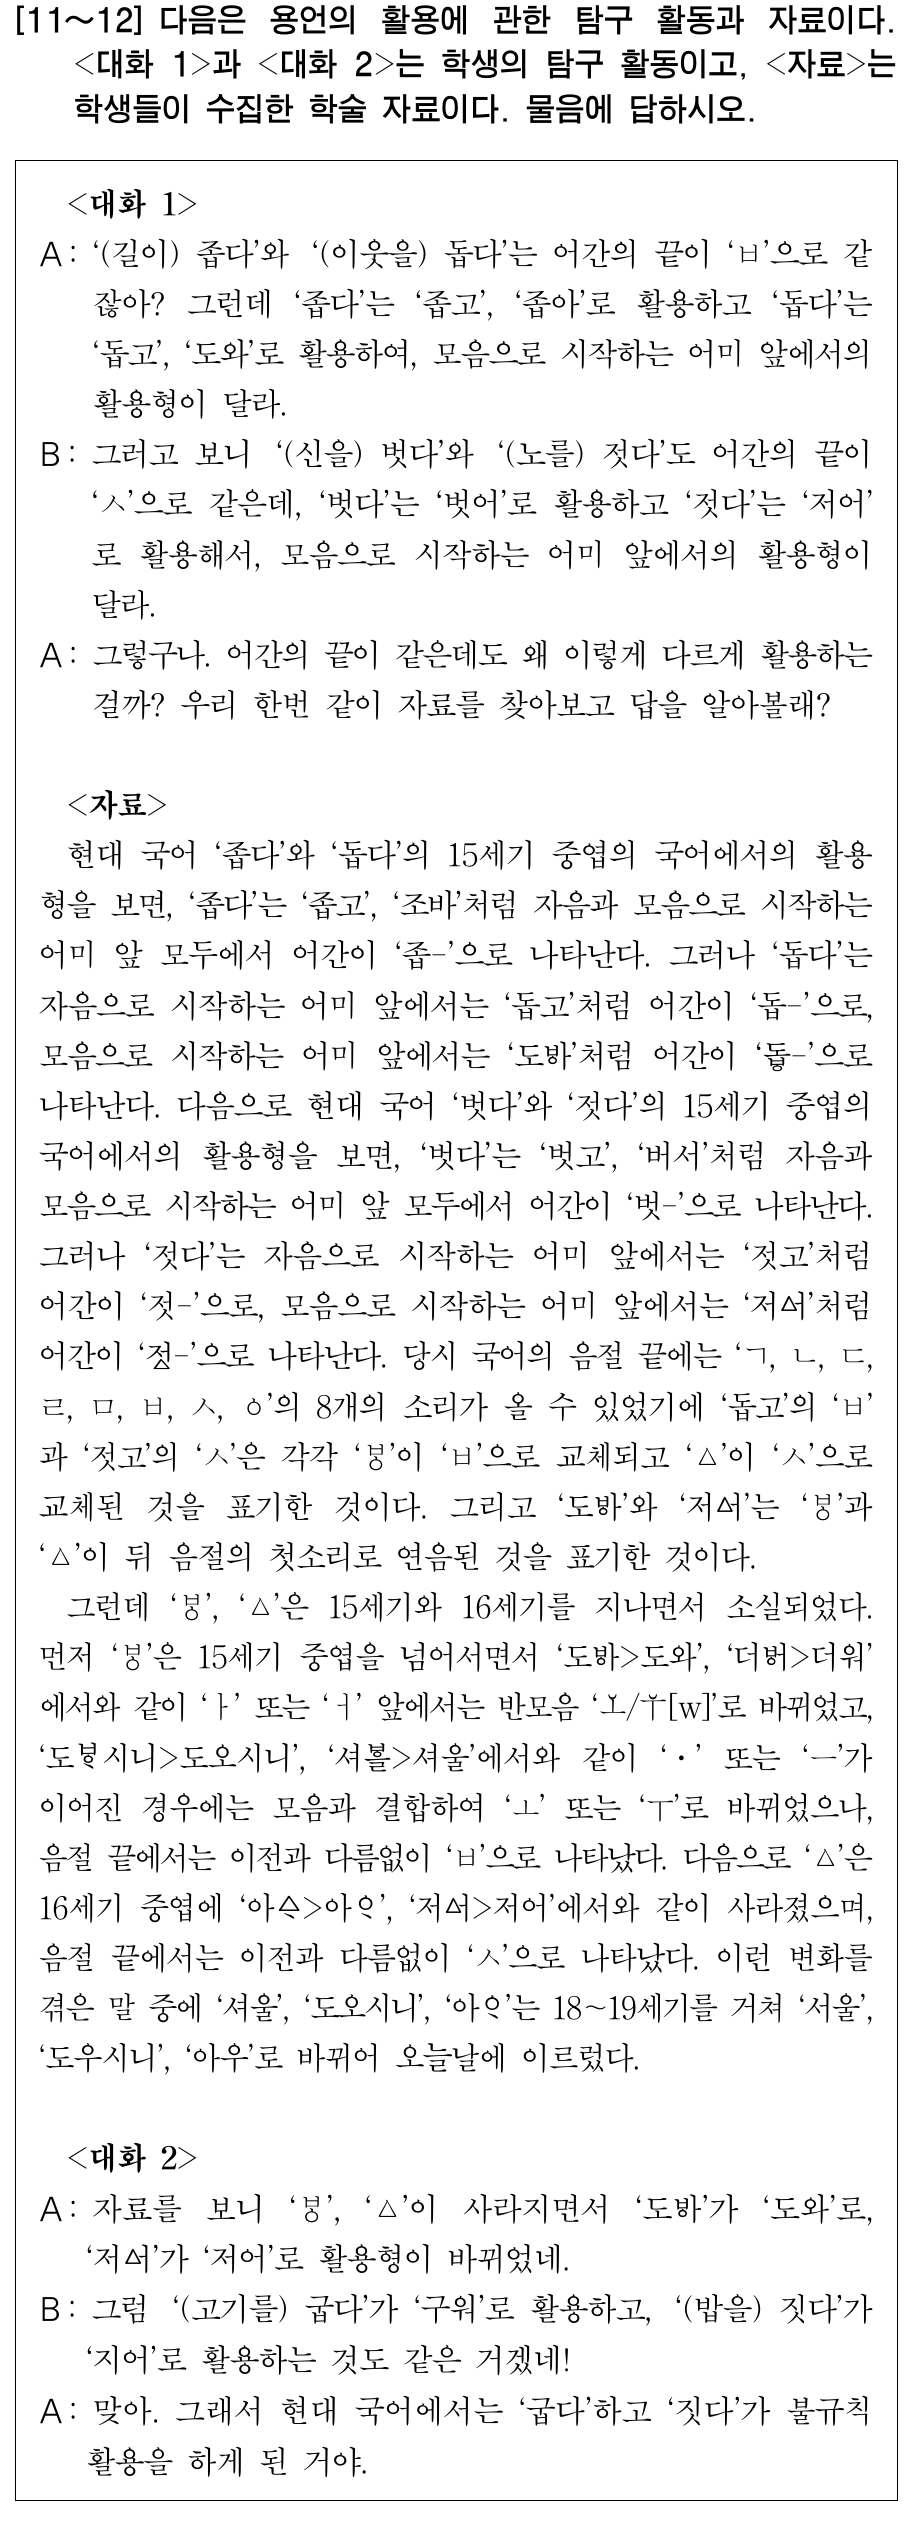 [11～12] 다음은 용언의 활용에 관한 탐구 활동과 자료이다.
<대화 1>과 <대화 2>는 학생의 탐구 활동이고, <자료>는
학생들이 수집한 학술 자료이다. 물음에 답하시오.
<대화 1>
A : ‘(길이) 좁다’와 ‘(이웃을) 돕다’는 어간의 끝이 ‘ㅂ’으로 같
잖아? 그런데 ‘좁다’는 ‘좁고’, ‘좁아’로 활용하고 ‘돕다’는
‘돕고’, ‘도와’로 활용하여, 모음으로 시작하는 어미 앞에서의
활용형이 달라.
B : 그러고 보니 ‘(신을) 벗다’와 ‘(노를) 젓다’도 어간의 끝이
‘ㅅ’으로 같은데, ‘벗다’는 ‘벗어’로 활용하고 ‘젓다’는 ‘저어’
로 활용해서, 모음으로 시작하는 어미 앞에서의 활용형이
달라.
A : 그렇구나. 어간의 끝이 같은데도 왜 이렇게 다르게 활용하는
걸까? 우리 한번 같이 자료를 찾아보고 답을 알아볼래?
<자료>
현대 국어 ‘좁다’와 ‘돕다’의 15세기 중엽의 국어에서의 활용
형을 보면, ‘좁다’는 ‘좁고’, ‘조바’처럼 자음과 모음으로 시작하는
어미 앞 모두에서 어간이 ‘좁-’으로 나타난다. 그러나 ‘돕다’는
자음으로 시작하는 어미 앞에서는 ‘돕고’처럼 어간이 ‘돕-’으로,
모음으로 시작하는 어미 앞에서는 ‘도ᄫᅡ’처럼 어간이 ‘도ᇦ-’으로
나타난다. 다음으로 현대 국어 ‘벗다’와 ‘젓다’의 15세기 중엽의
국어에서의 활용형을 보면, ‘벗다’는 ‘벗고’, ‘버서’처럼 자음과
모음으로 시작하는 어미 앞 모두에서 어간이 ‘벗-’으로 나타난다.
그러나 ‘젓다’는 자음으로 시작하는 어미 앞에서는 ‘젓고’처럼
어간이 ‘젓-’으로, 모음으로 시작하는 어미 앞에서는 ‘저ᅀᅥ’처럼
어간이 ‘저ᇫ-’으로 나타난다. 당시 국어의 음절 끝에는 ‘ㄱ, ㄴ, ㄷ,
ㄹ, ㅁ, ㅂ, ㅅ, ㆁ’의 8개의 소리가 올 수 있었기에 ‘돕고’의 ‘ㅂ’
과 ‘젓고’의 ‘ㅅ’은 각각 ‘ㅸ’이 ‘ㅂ’으로 교체되고 ‘ㅿ’이 ‘ㅅ’으로
교체된 것을 표기한 것이다. 그리고 ‘도ᄫᅡ’와 ‘저ᅀᅥ’는 ‘ㅸ’과
‘ㅿ’이 뒤 음절의 첫소리로 연음된 것을 표기한 것이다.
그런데 ‘ㅸ’, ‘ㅿ’은 15세기와 16세기를 지나면서 소실되었다.
먼저 ‘ㅸ’은 15세기 중엽을 넘어서면서 ‘도ᄫᅡ>도와’, ‘더ᄫᅥ>더워’
에서와 같이 ‘ㅏ’ 또는 ‘ㅓ’ 앞에서는 반모음 ‘ㅗ̆/ㅜ̆[w]’로 바뀌었고,
‘도ᄫᆞ시니>도오시니’, ‘셔ᄫᅳᆯ>셔울’에서와 같이 ‘ㆍ’ 또는 ‘ㅡ’가
이어진 경우에는 모음과 결합하여 ‘ㅗ’ 또는 ‘ㅜ’로 바뀌었으나,
음절 끝에서는 이전과 다름없이 ‘ㅂ’으로 나타났다. 다음으로 ‘ㅿ’은
16세기 중엽에 ‘아ᅀᆞ>아ᄋᆞ’, ‘저ᅀᅥ>저어’에서와 같이 사라졌으며,
음절 끝에서는 이전과 다름없이 ‘ㅅ’으로 나타났다. 이런 변화를
겪은 말 중에 ‘셔울’, ‘도오시니’, ‘아ᄋᆞ’는 18～19세기를 거쳐 ‘서울’,
‘도우시니’, ‘아우’로 바뀌어 오늘날에 이르렀다.
<대화 2>
A : 자료를 보니 ‘ㅸ’, ‘ㅿ’이 사라지면서 ‘도ᄫᅡ’가 ‘도와’로,
‘저ᅀᅥ’가 ‘저어’로 활용형이 바뀌었네.
B : 그럼 ‘(고기를) 굽다’가 ‘구워’로 활용하고, ‘(밥을) 짓다’가
‘지어’로 활용하는 것도 같은 거겠네!
A : 맞아. 그래서 현대 국어에서는 ‘굽다’하고 ‘짓다’가 불규칙
활용을 하게 된 거야.